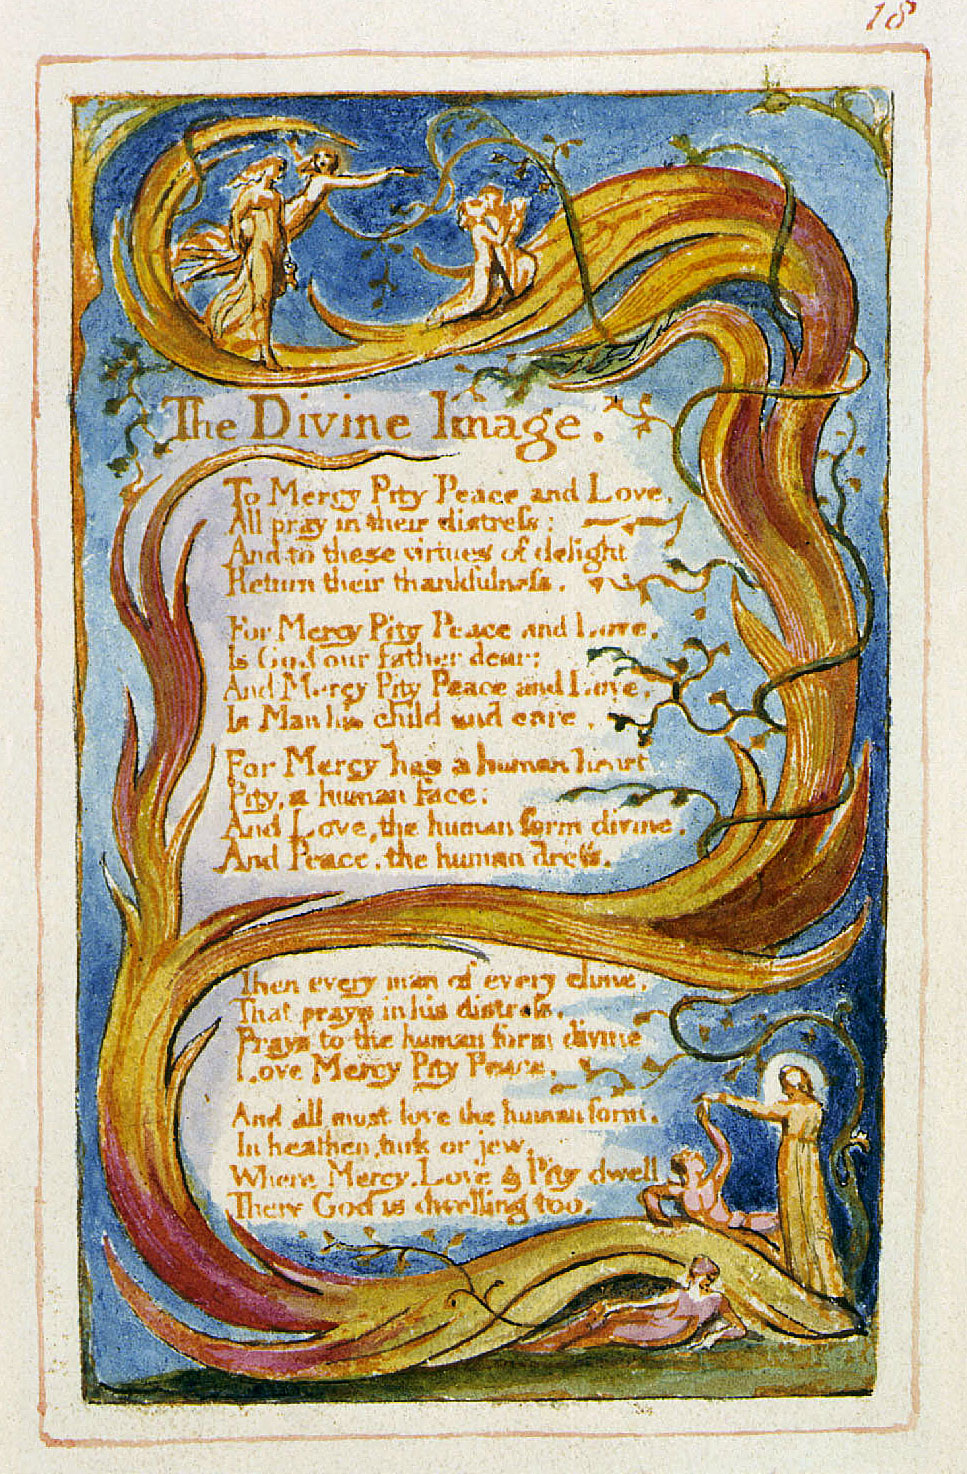 18
The Divine Image.
To Mercy Pity Peace and Love,
All pray in their distreſs:
And to these virtues of delight
Return their thankfulneſs.
For Mercy Pity Peace and Love,
Is God our father dear:
And Mercy Pity Peace and Love,
Is Man his child and care.
For Mercy has a human heart
Pity, a human face:
And Love, the human form divine,
And Peace, the human dreſs.
Then every man of every clime,
That prays in his distreſs,
Prays to the human form divine
Love Mercy Pity Peace.
And all must love the human form,
In heathen, turk or jew.
Where Mercy, Love & Pity dwell
There God is dwelling too.